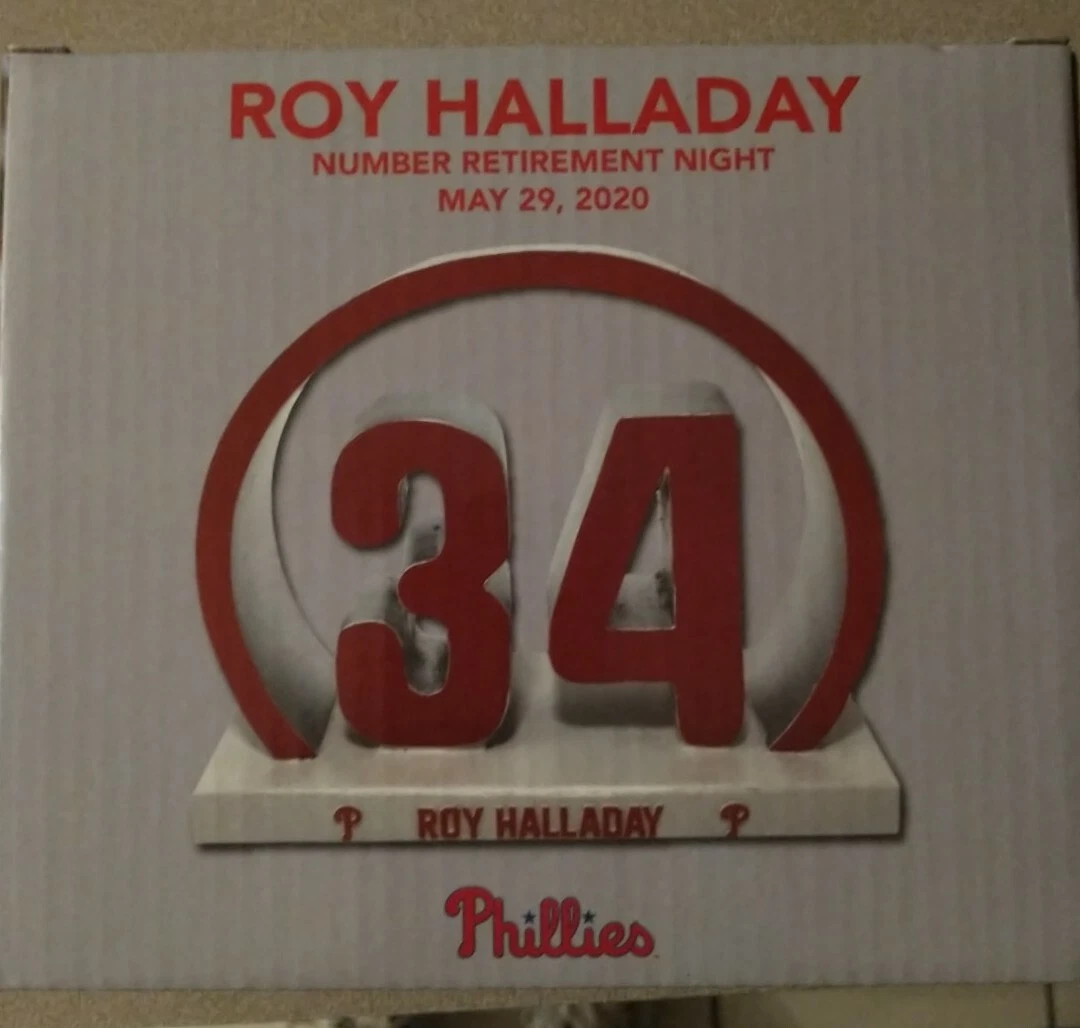 ROY HALLADAY
NUMBER RETIREMENT NIGHT
MAY 29, 2020
34
P ROY HALLADAY P
Phillies